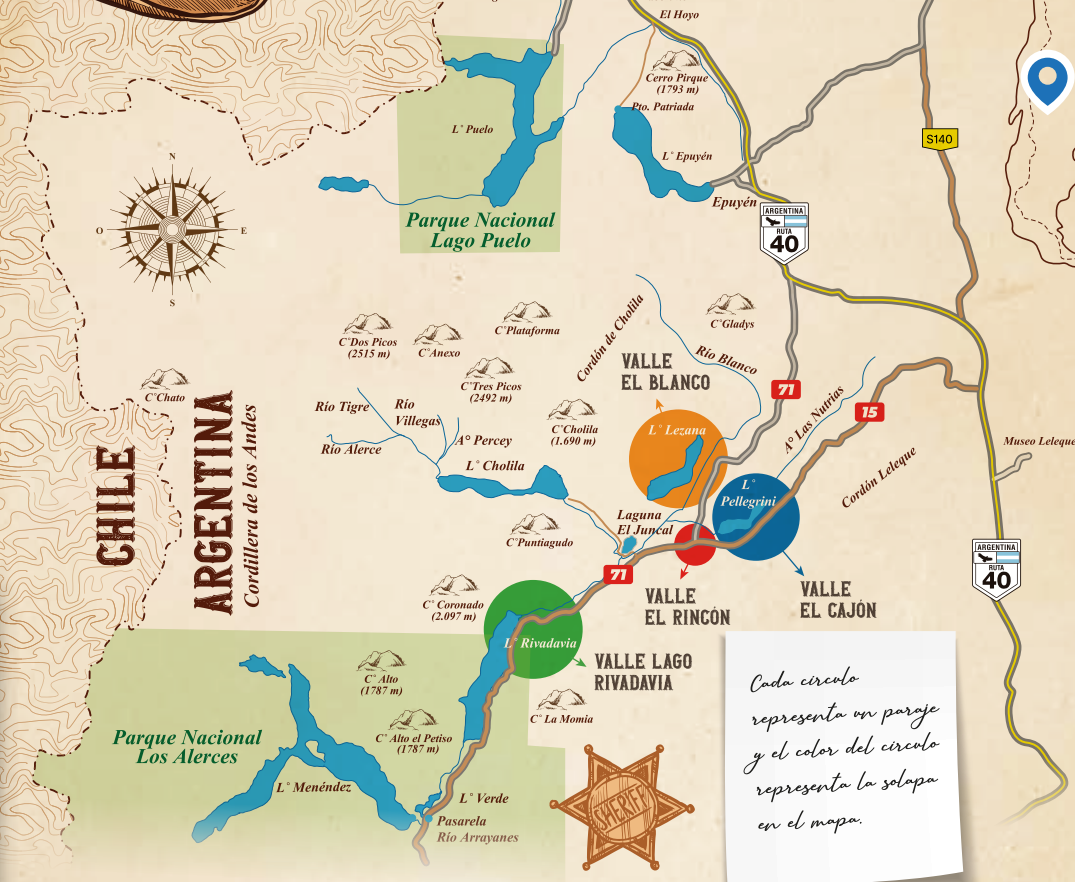 El Hoyo
Cerro Pirque
(1793 m)
Pto. Patriada
L° Puelo
L° Epuyén
S140
N
O
E
S
Epuyén
Parque Nacional
Lago Puelo
ARGENTINA
RUTA
40
Cordón de Cholila
C°Plataforma
C°Gladys
C°Dos Picos
(2515 m)
C°Anexo
Río Blanco
VALLE
EL BLANCO
C°Tres Picos
(2492 m)
71
C°Chato
15
Río Tigre
Río
Villegas
A° Las Nutrias
C°Cholila
(1.690 m)
L° Lezana
A° Percey
Río Alerce
Museo Leleque
L° Cholila
Cordón Leleque
L°
Pellegrini
CHILE
ARGENTINA
Cordillera de los Andes
Laguna
El Juncal
C°Puntiagudo
71
ARGENTINA
RUTA
40
VALLE
EL RINCÓN
VALLE
EL CAJÓN
C° Coronado
(2.097 m)
L° Rivadavia
VALLE LAGO
RIVADAVIA
C° Alto
(1787 m)
C° La Momia
C° Alto el Petiso
(1787 m)
Parque Nacional
Los Alerces
L° Menéndez
L° Verde
Pasarela
Río Arrayanes
SHERIFF
Cada circulo
representa un paraje
y el color del circulo
representa la solapa
en el mapa.